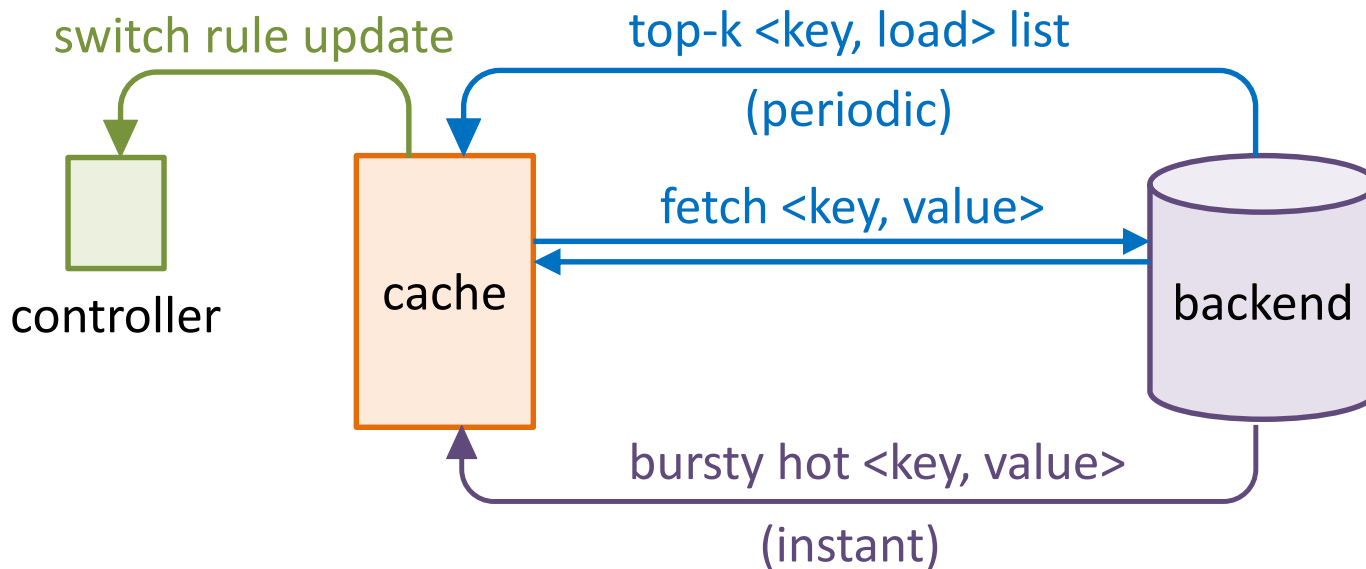 switch rule update
top-k <key, load> list
(periodic)
fetch <key, value>
cache
controller
backend
bursty hot <key, value>
(instant)